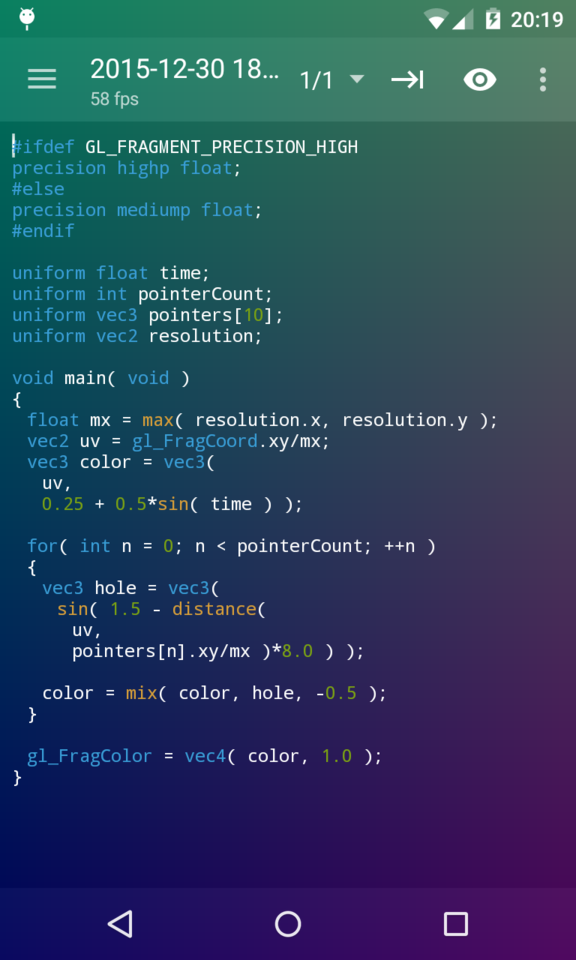 20:19
2015-12-30 18...
1/1
58 fps
#ifdef GL_FRAGMENT_PRECISION_HIGH
precision highp float;
#else
precision mediump float;
#endif
uniform float time;
uniform int pointerCount;
uniform vec3 pointers[10];
uniform vec2 resolution;
void main( void )
{
float mx = max( resolution.x, resolution.y );
vec2 uv = gl_FragCoord.xy/mx;
vec3 color = vec3(
uv,
0.25 + 0.5*sin( time ) );
for( int n = 0; n < pointerCount; ++n )
{
vec3 hole = vec3(
sin( 1.5 - distance(
uv,
pointers[n].xy/mx )*8.0 ) );
color = mix( color, hole, -0.5 );
}
gl_FragColor = vec4( color, 1.0 );
}